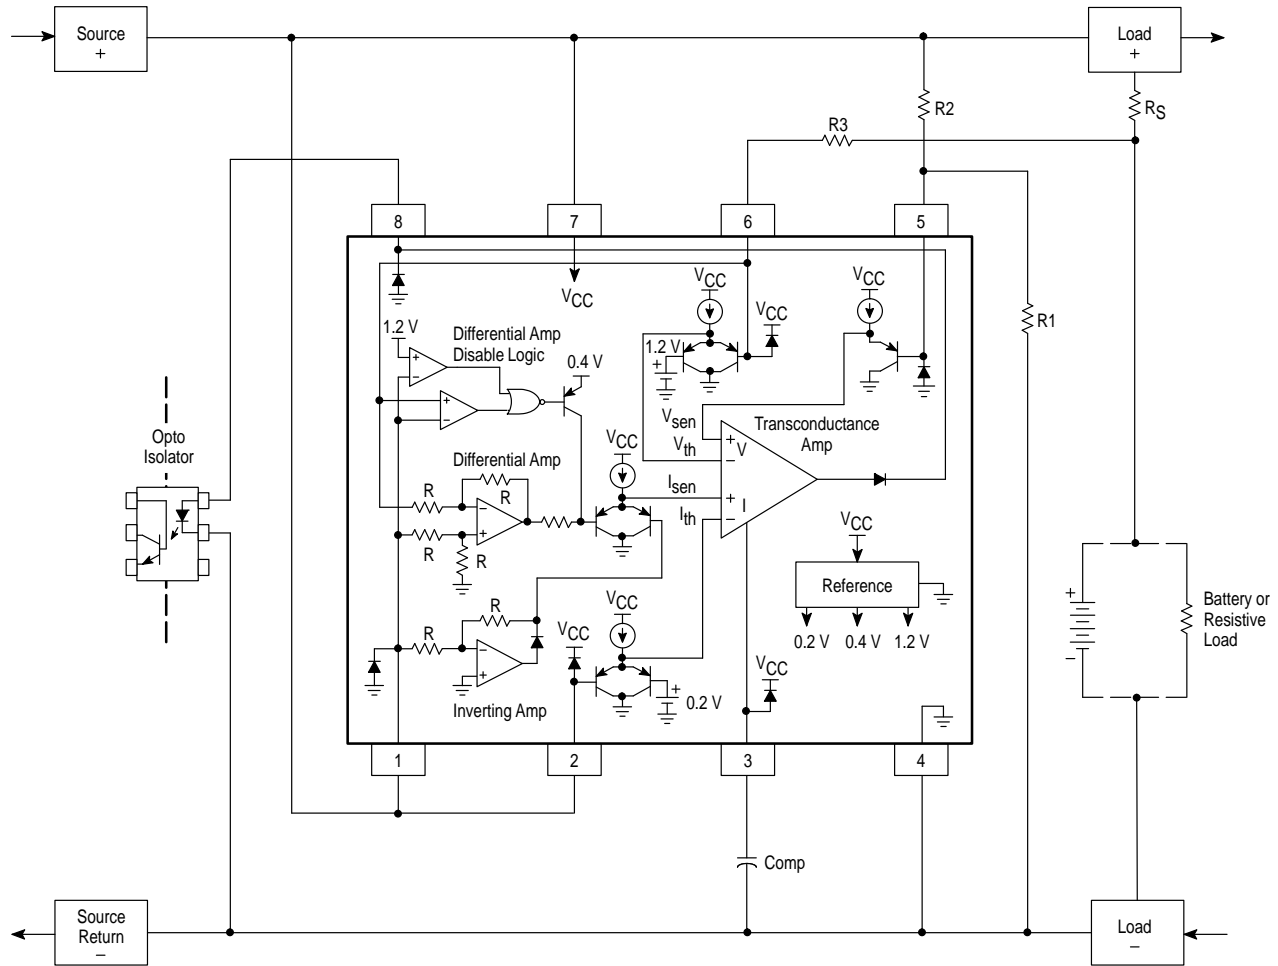 Source
+
Load
+
R2
RS
R3
8
7
6
5
VCC
VCC
VCC
VCC
1.2 V
Differential Amp
Disable Logic
0.4 V
1.2 V
+
R1
+
−
+
−
Vsen
Vth
Transconductance
Amp
+
V
−
Opto
Isolator
Differential Amp
VCC
Isen
Ith
+
I
−
R
R
−
+
R
R
VCC
Reference
0.2 V
0.4 V
1.2 V
+
−
Battery or
Resistive
Load
R
R
−
+
Inverting Amp
VCC
VCC
+
0.2 V
VCC
1
2
3
4
Comp
Source
Return
−
Load
−